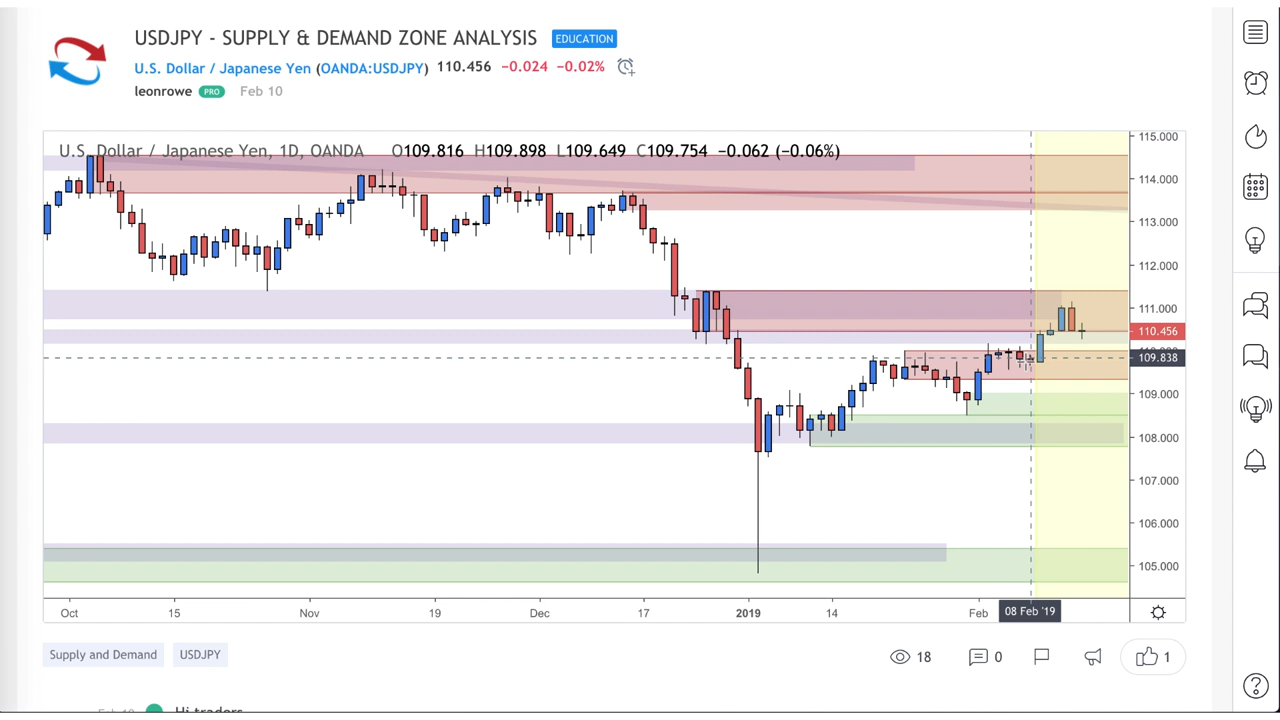 USDJPY - SUPPLY & DEMAND ZONE ANALYSIS EDUCATION
U.S. Dollar / Japanese Yen (OANDA:USDJPY) 110.456 −0.024 −0.02%
leonrowe PRO Feb 10
U.S. Dollar / Japanese Yen, 1D, OANDA O109.816 H109.898 L109.649 C109.754 −0.062 (−0.06%)
115.000
114.000
113.000
112.000
111.000
110.456
109.838
109.000
108.000
107.000
106.000
105.000
Oct 15 Nov 19 Dec 17 2019 14 Feb 08 Feb '19
Supply and Demand USDJPY 18 0 1
Hi traders